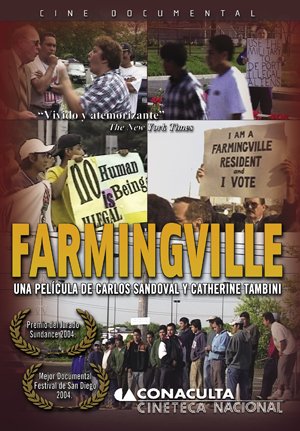 CINE DOCUMENTAL
"Vivido y atemorizante"
The New York Times
NO Human
is Being
ILLEGAL
I AM A
FARMINGVILLE
RESIDENT
and
I VOTE
FARMINGVILLE
UNA PELÍCULA DE CARLOS SANDOVAL Y CATHERINE TAMBINI
Premio del Jurado
Sundance 2004.
Mejor Documental
Festival de San Diego
2004.
CONACULTA
CINETECA NACIONAL